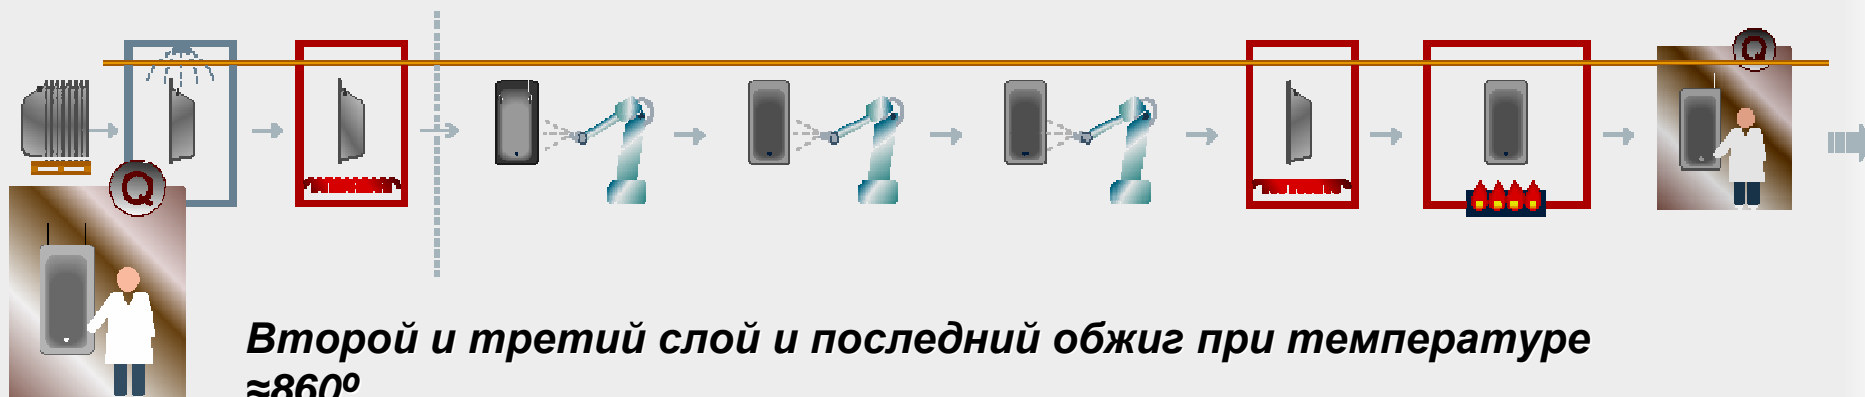 Q
Q
Второй и третий слой и последний обжиг при температуре
≈860º